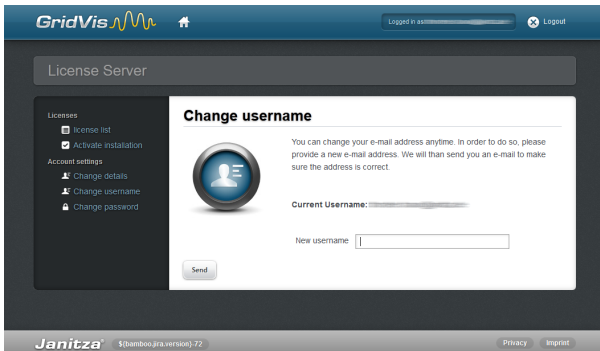 GridVis
Logged in as
Logout
License Server
Licenses
license list
Activate installation
Account settings
Change details
Change username
Change password
Change username
You can change your e-mail address anytime. In order to do so, please
provide a new e-mail address. We will than send you an e-mail to make
sure the address is correct.
Current Username:
New username
Send
Janitza® ${bamboo.jira.version}-72
Privacy Imprint